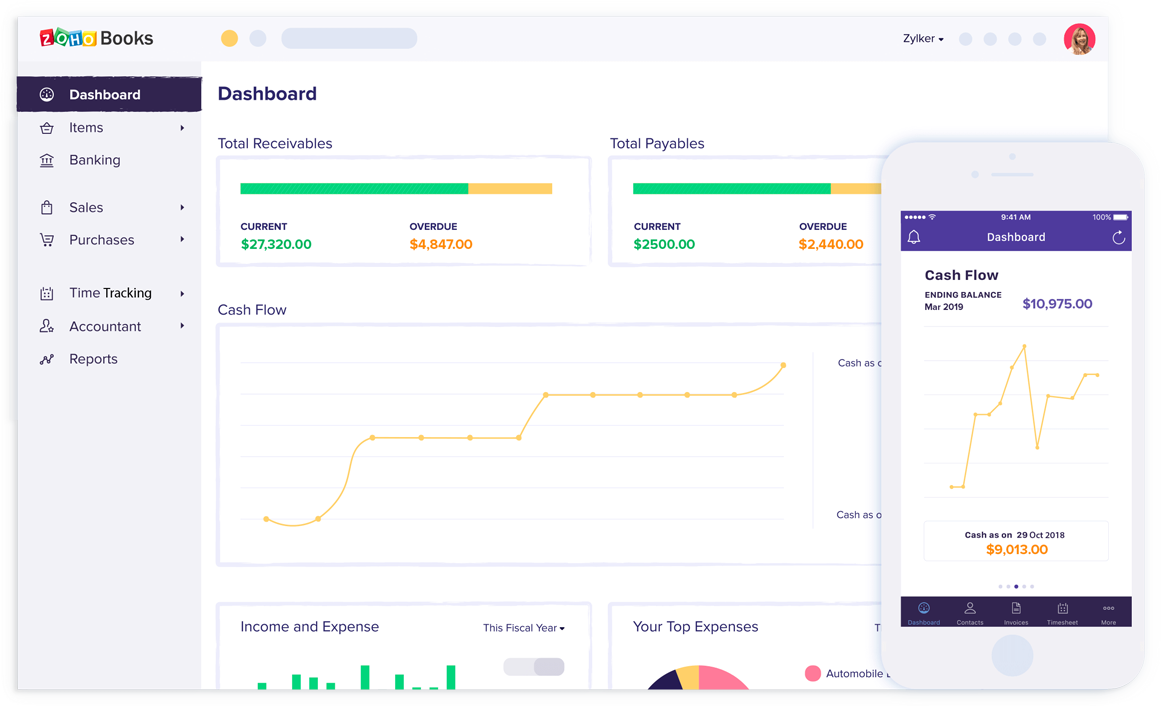 ZOHO Books
Zylker
Dashboard
Items
Banking
Sales
Purchases
Time Tracking
Accountant
Reports
Dashboard
Total Receivables
CURRENT OVERDUE
$27,320.00 $4,847.00
Total Payables
CURRENT OVERDUE
$2500.00 $2,440.00
Cash Flow
Cash as
Cash as
Income and Expense
This Fiscal Year
Your Top Expenses
T
Automobile
9:41 AM
100%
Dashboard
Cash Flow
ENDING BALANCE
Mar 2019
$10,975.00
Cash as on 29 Oct 2018
$9,013.00
Dashboard Contacts Invoices Timesheet More